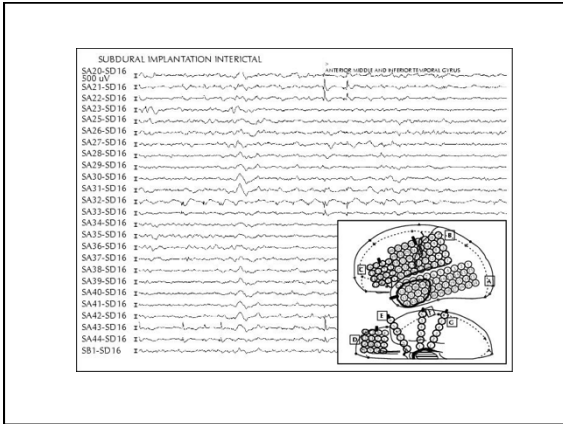 SUBDURAL IMPLANTATION INTERICTAL
ANTERIOR MIDDLE AND INFERIOR TEMPORAL GYRUS
SA20-SD16
500 uV
SA21-SD16
SA22-SD16
SA23-SD16
SA25-SD16
SA26-SD16
SA27-SD16
SA28-SD16
SA29-SD16
SA30-SD16
SA31-SD16
SA32-SD16
SA33-SD16
SA34-SD16
SA35-SD16
SA36-SD16
SA37-SD16
SA38-SD16
SA39-SD16
SA40-SD16
SA41-SD16
SA42-SD16
SA43-SD16
SA44-SD16
SB1-SD16
B
C
A
E
G
D